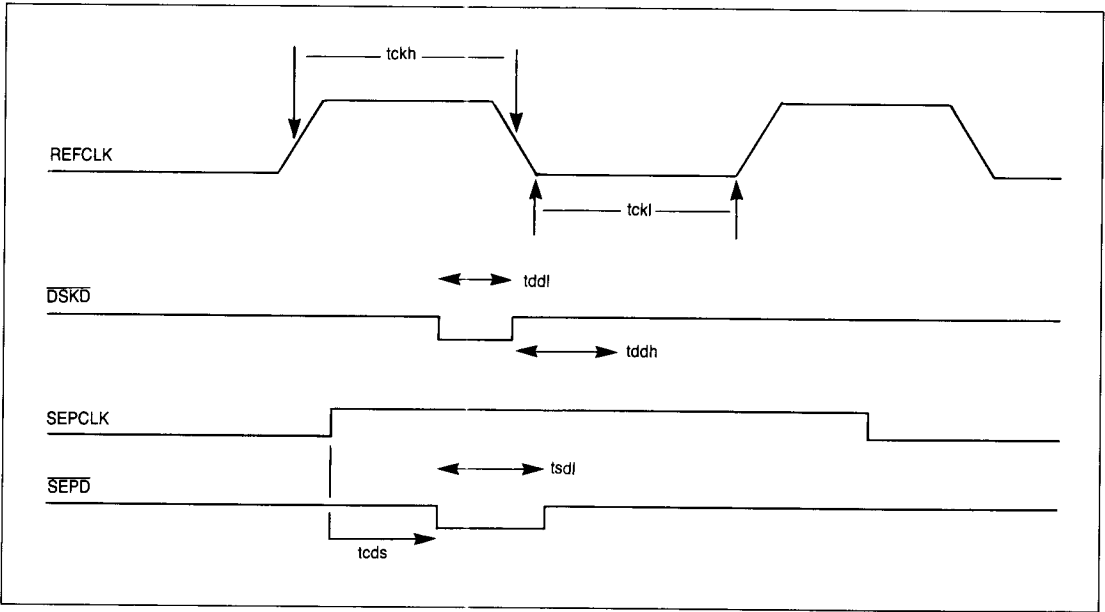 tckh
REFCLK
tckl
tddl
DSKD
tddh
SEPCLK
tsdl
SEPD
tcds